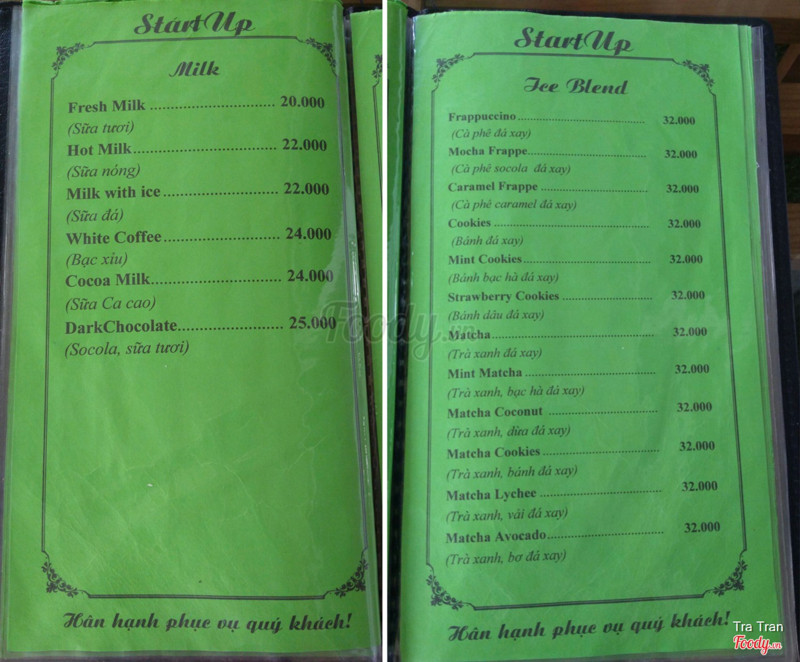 StartUp
Milk
Fresh Milk ................................ 20.000
(Sữa tươi)
Hot Milk................................... 22.000
(Sữa nóng)
Milk with ice............................ 22.000
(Sữa đá)
White Coffee............................ 24.000
(Bạc xỉu)
Cocoa Milk............................... 24.000
(Sữa Ca cao)
DarkChocolate......................... 25.000
(Socola, sữa tươi)
Hân hạnh phục vụ quý khách!
StartUp
Ice Blend
Frappuccino ................................ 32.000
(Cà phê đá xay)
Mocha Frappe............................. 32.000
(Cà phê socola đá xay)
Caramel Frappe .......................... 32.000
(Cà phê caramel đá xay)
Cookies ...................................... 32.000
(Bánh đá xay)
Mint Cookies.............................. 32.000
(Bánh bạc hà đá xay)
Strawberry Cookies .................... 32.000
(Bánh dâu đá xay)
Matcha........................................ 32.000
(Trà xanh đá xay)
Mint Matcha ............................... 32.000
(Trà xanh, bạc hà đá xay)
Matcha Coconut ......................... 32.000
(Trà xanh, dừa đá xay)
Matcha Cookies .......................... 32.000
(Trà xanh, bánh đá xay)
Matcha Lychee ........................... 32.000
(Trà xanh, vải đá xay)
Matcha Avocado......................... 32.000
(Trà xanh, bơ đá xay)
Hân hạnh phục vụ quý khách!
Foody.vn
Tra Tran
Foody.vn